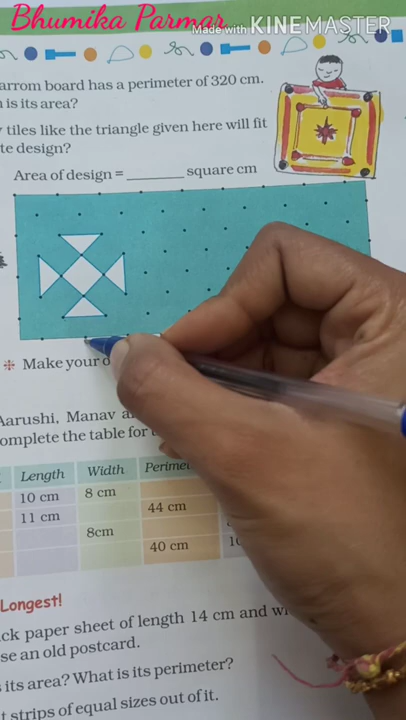 Bhumika Parmar
Made with KINEMASTER
arrom board has a perimeter of 320 cm.
is its area?
tiles like the triangle given here will fit
te design?
Area of design = ________ square cm
Make your
Aarushi, Manav
omplete the table for
Length Width
10 cm 8 cm
11 cm 44 cm
8cm
40 cm
Longest!
ck paper sheet of length 14 cm and
se an old postcard.
its area? What is its perimeter?
t strips of equal sizes out of it.